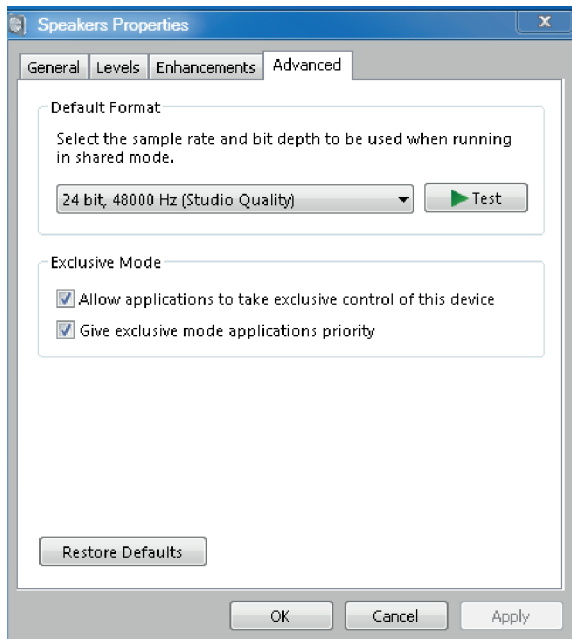 Speakers Properties
General Levels Enhancements Advanced
Default Format
Select the sample rate and bit depth to be used when running
in shared mode.
24 bit, 48000 Hz (Studio Quality) Test
Exclusive Mode
Allow applications to take exclusive control of this device
Give exclusive mode applications priority
Restore Defaults
OK Cancel Apply